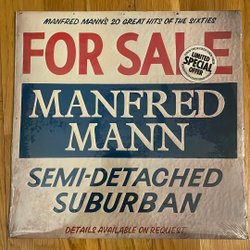 MANFRED MANN'S 20 GREAT HITS OF THE SIXTIES
FOR SALE
LIMITED
SPECIAL
OFFER
MANFRED
MANN
SEMI-DETACHED
SUBURBAN
DETAILS AVAILABLE ON REQUEST